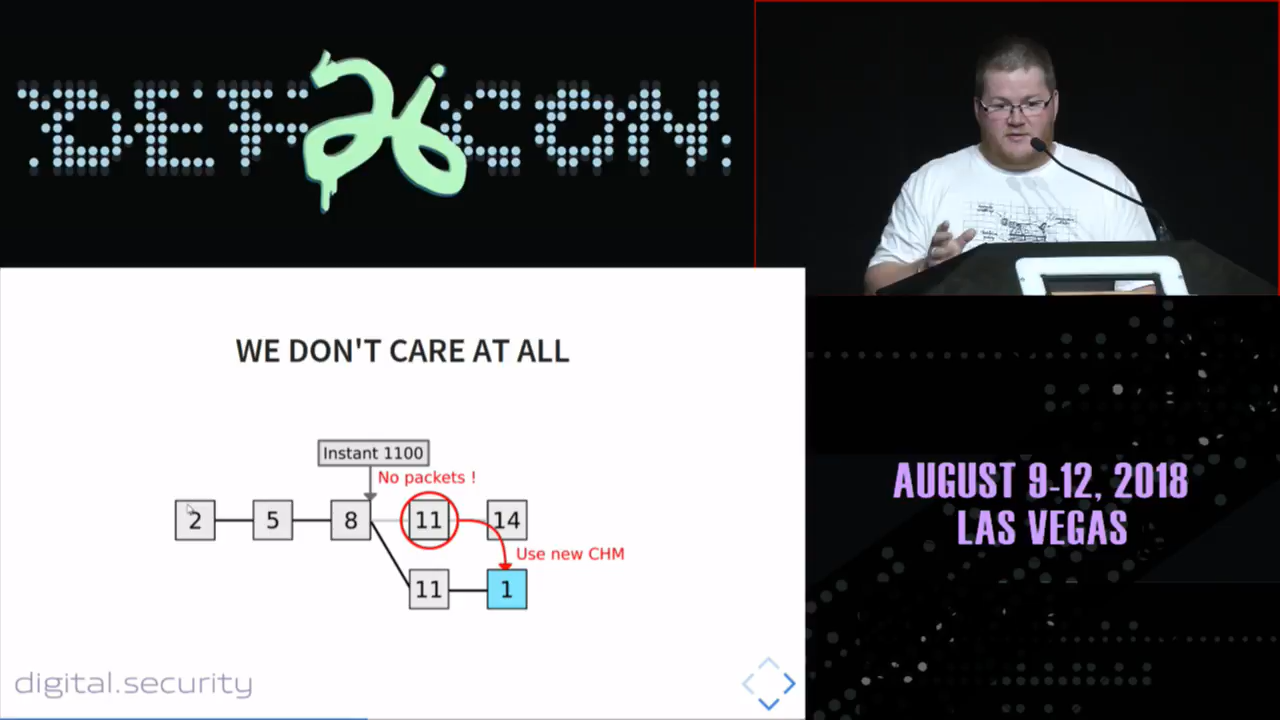 DEF 26 CON
WE DON'T CARE AT ALL
Instant 1100
No packets !
2 5 8 11 14
Use new CHM
11 1
digital.security
AUGUST 9-12, 2018
LAS VEGAS